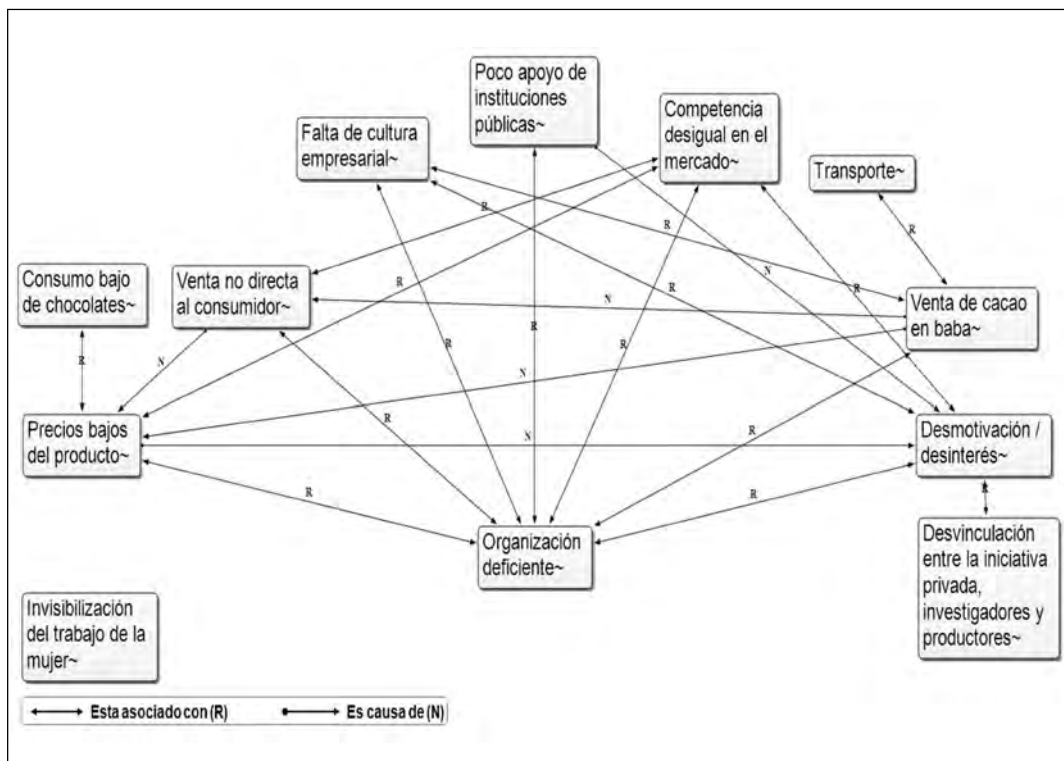 Poco apoyo de
instituciones
públicas~
Competencia
desigual en el
mercado~
Falta de cultura
empresarial~
Transporte~
Consumo bajo
de chocolates~
Venta no directa
al consumidor~
Venta de cacao
en baba~
Precios bajos
del producto~
Desmotivación /
desinterés~
Organización
deficiente~
Desvinculación
entre la iniciativa
privada,
investigadores y
productores~
Invisibilización
del trabajo de la
mujer~
R
R
R
N
R
R
R
R
R
N
R
N
N
R
R
N
R
R
R
R
Esta asociado con (R)
Es causa de (N)